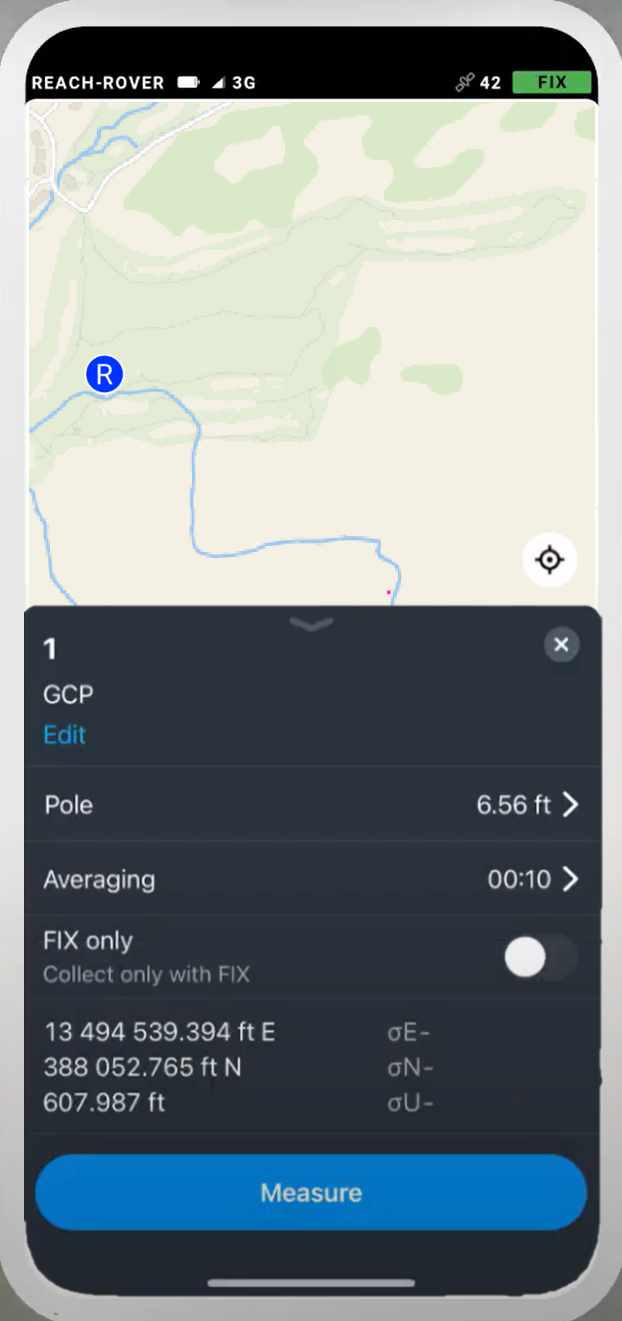 REACH-ROVER 3G 42 FIX
R
1
GCP
Edit
Pole 6.56 ft
Averaging 00:10
FIX only
Collect only with FIX
13 494 539.394 ft E σE-
388 052.765 ft N σN-
607.987 ft σU-
Measure